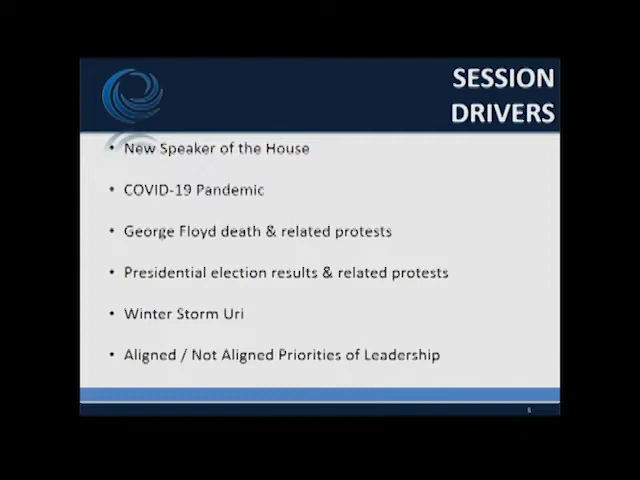 SESSION
DRIVERS
• New Speaker of the House
• COVID-19 Pandemic
• George Floyd death & related protests
• Presidential election results & related protests
• Winter Storm Uri
• Aligned / Not Aligned Priorities of Leadership